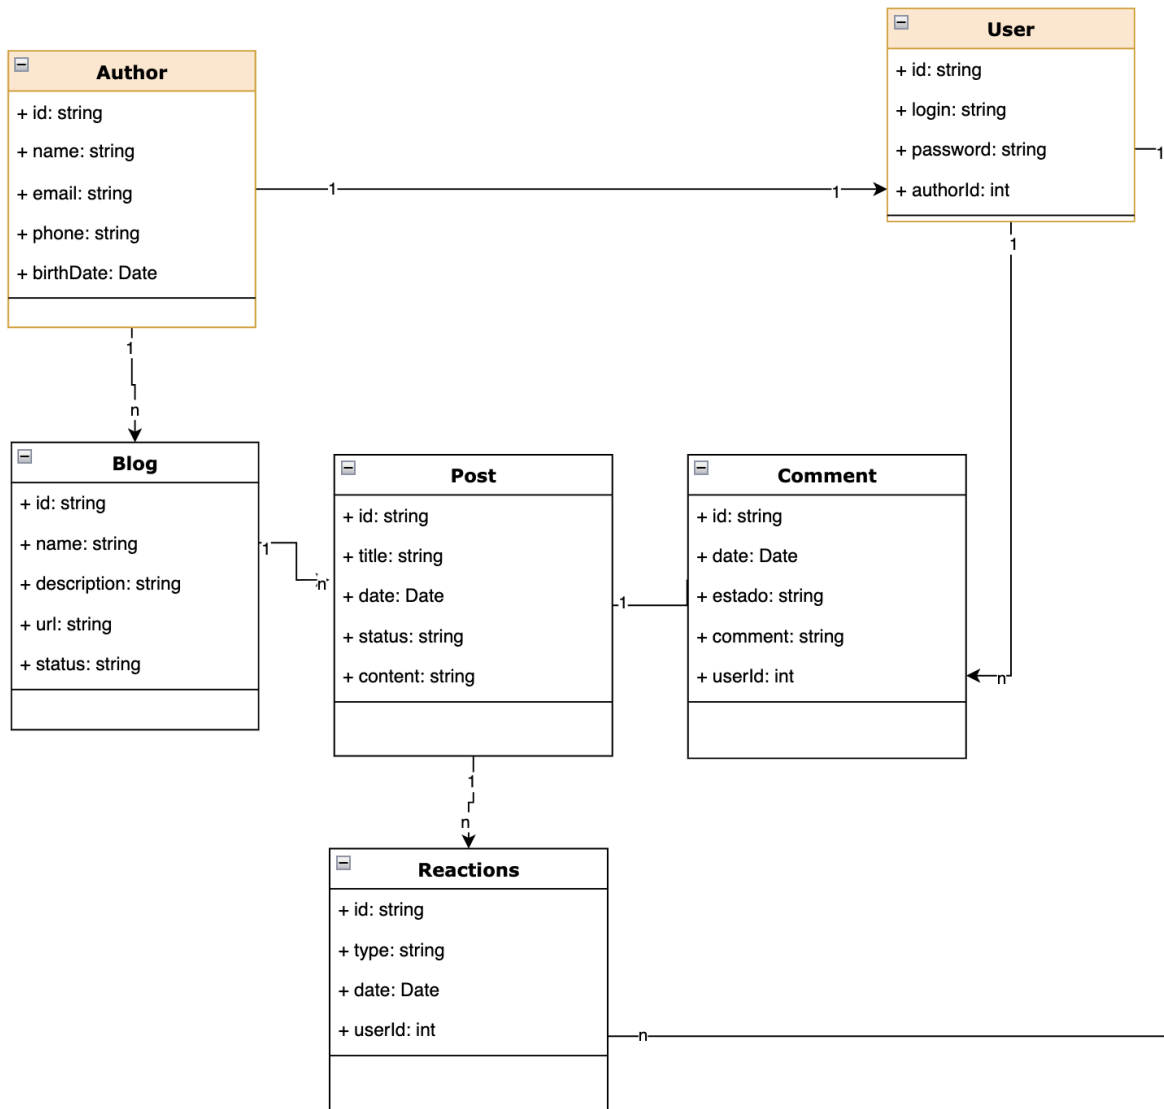 Author
+ id: string
+ name: string
+ email: string
+ phone: string
+ birthDate: Date
User
+ id: string
+ login: string
+ password: string
+ authorId: int
1
1
1
1
1
n
Blog
+ id: string
+ name: string
+ description: string
+ url: string
+ status: string
1
n
Post
+ id: string
+ title: string
+ date: Date
+ status: string
+ content: string
1
Comment
+ id: string
+ date: Date
+ estado: string
+ comment: string
+ userId: int
n
1
n
Reactions
+ id: string
+ type: string
+ date: Date
+ userId: int
n